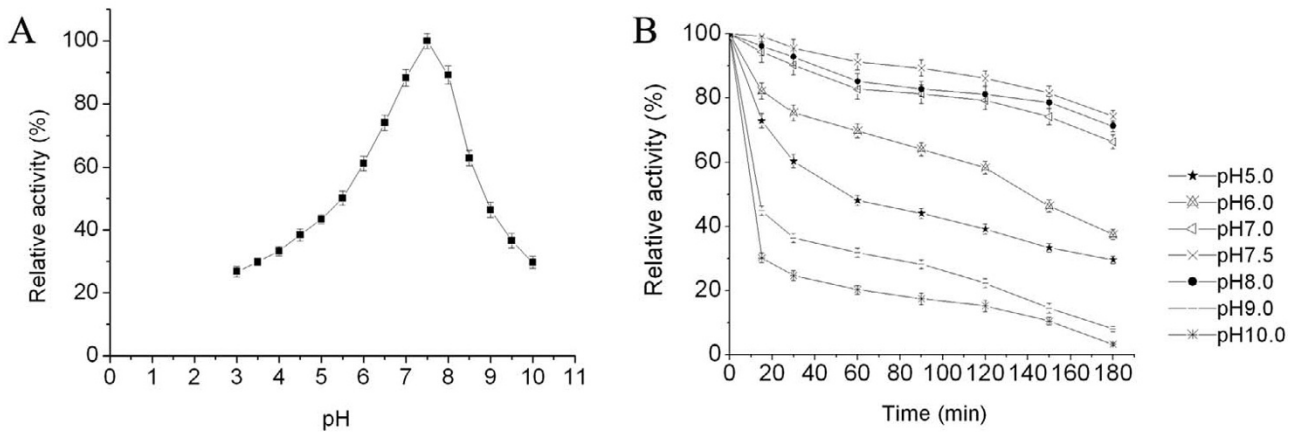 A
Relative activity (%)
100
80
60
40
20
0
0 1 2 3 4 5 6 7 8 9 10 11
pH
B
Relative activity (%)
100
80
60
40
20
0
0 20 40 60 80 100 120 140 160 180
Time (min)
pH5.0
pH6.0
pH7.0
pH7.5
pH8.0
pH9.0
pH10.0